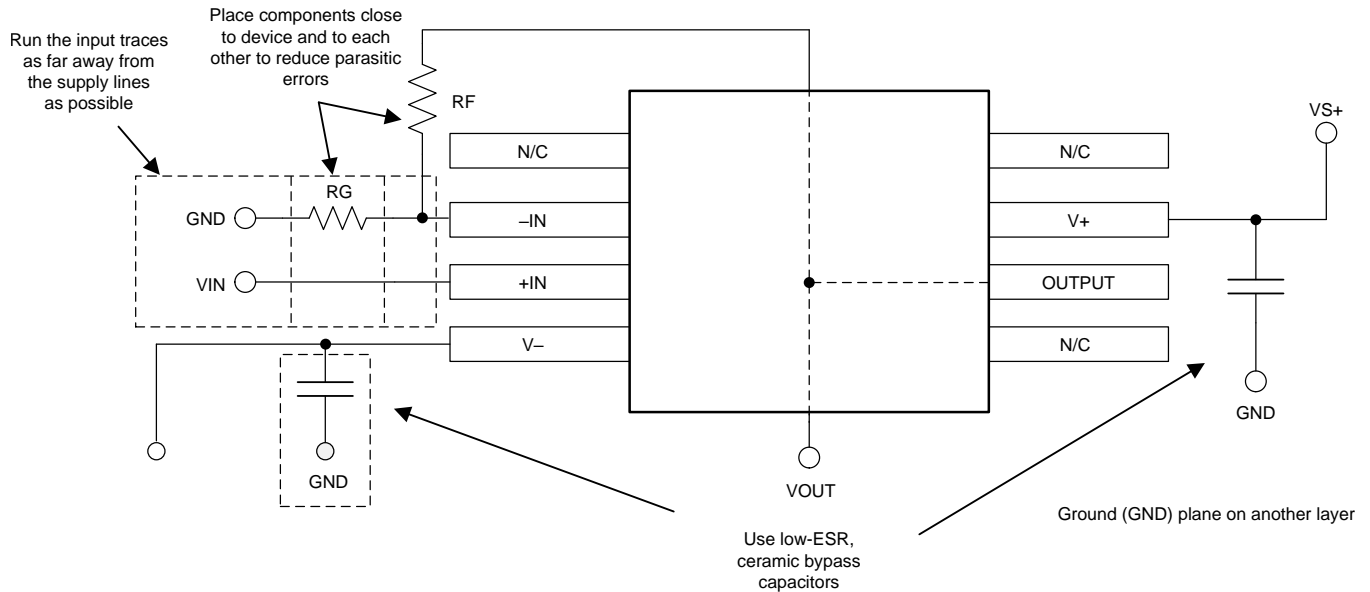 Place components close
to device and to each
other to reduce parasitic
errors
Run the input traces
as far away from
the supply lines
as possible
RF
VS+
N/C
N/C
RG
GND
–IN
V+
VIN
+IN
OUTPUT
V–
N/C
GND
GND
VOUT
Ground (GND) plane on another layer
Use low-ESR,
ceramic bypass
capacitors